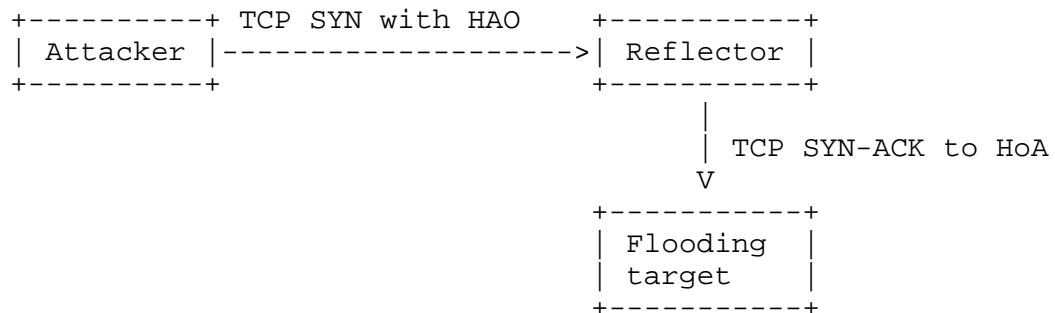 +----------+ TCP SYN with HAO    +-----------+
| Attacker |-------------------->| Reflector |
+----------+                     +-----------+
                                       |
                                       | TCP SYN-ACK to HoA
                                       V
                                 +-----------+
                                 | Flooding  |
                                 | target    |
                                 +-----------+